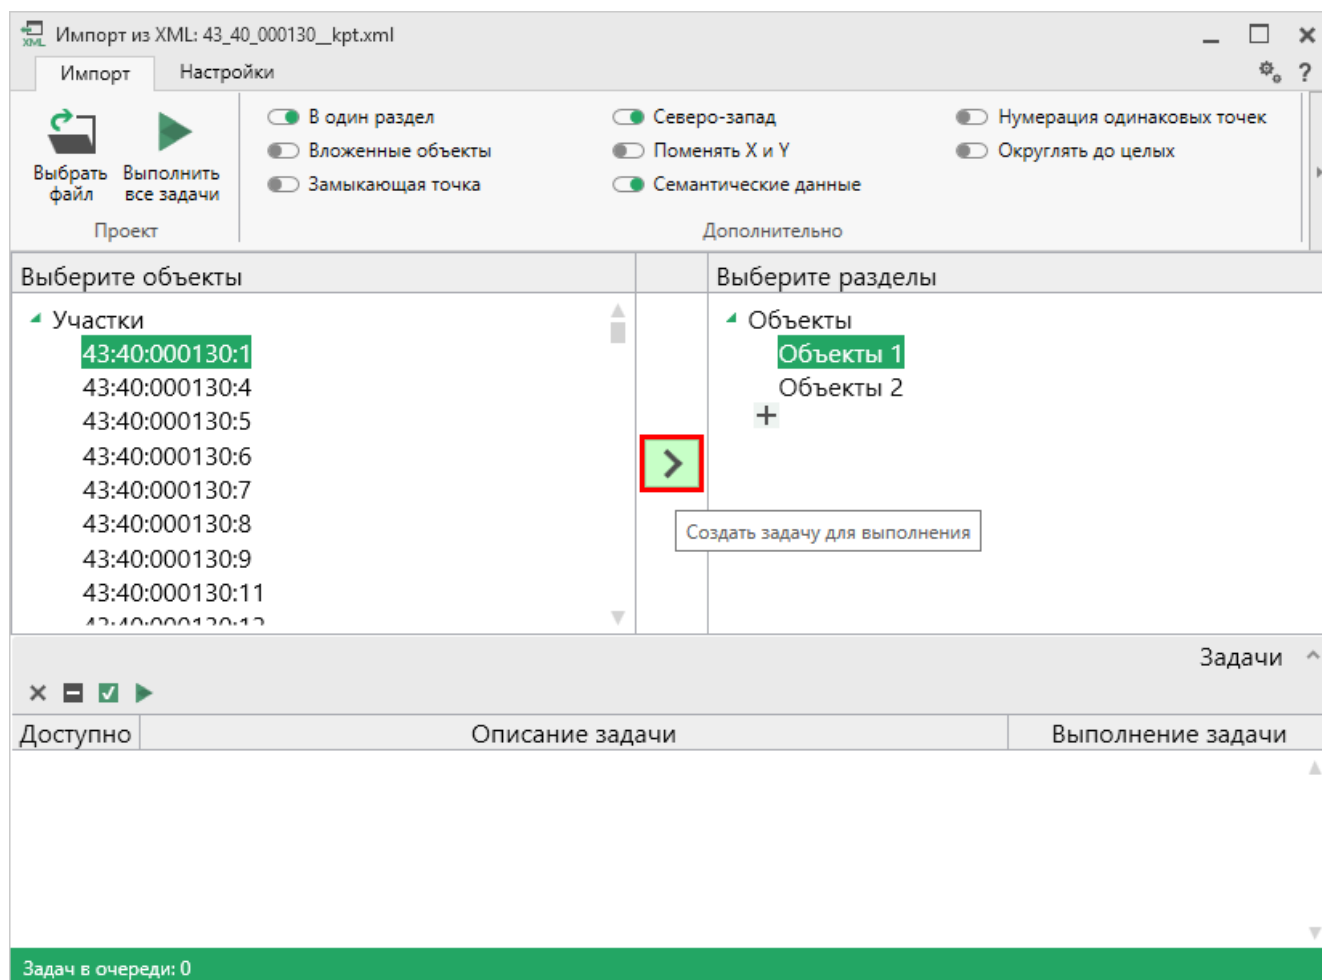 Импорт из XML: 43_40_000130__kpt.xml
Импорт Настройки
Выбрать файл
Выполнить все задачи
Проект
В один раздел
Вложенные объекты
Замыкающая точка
Северо-запад
Поменять X и Y
Семантические данные
Нумерация одинаковых точек
Округлять до целых
Дополнительно
Выберите объекты
Участки
43:40:000130:1
43:40:000130:4
43:40:000130:5
43:40:000130:6
43:40:000130:7
43:40:000130:8
43:40:000130:9
43:40:000130:11
43:40:000130:12
Выберите разделы
Объекты
Объекты 1
Объекты 2
Создать задачу для выполнения
Задачи
Доступно Описание задачи Выполнение задачи
Задач в очереди: 0